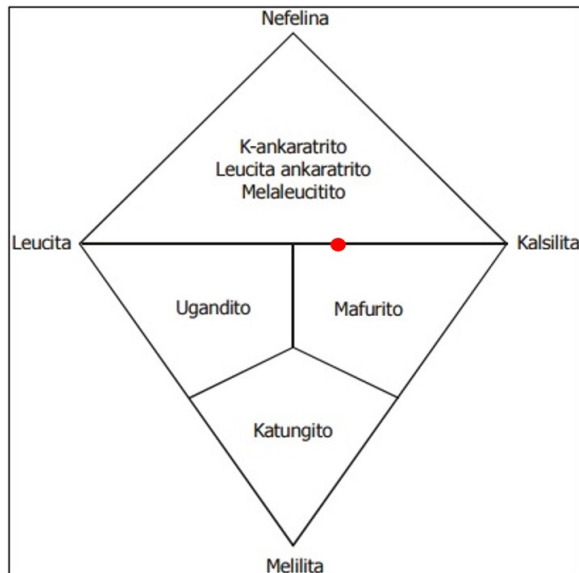 Nefelina
K-ankaratrito
Leucita ankaratrito
Melaleucitito
Leucita
Kalsilita
Ugandito
Mafurito
Katungito
Melilita